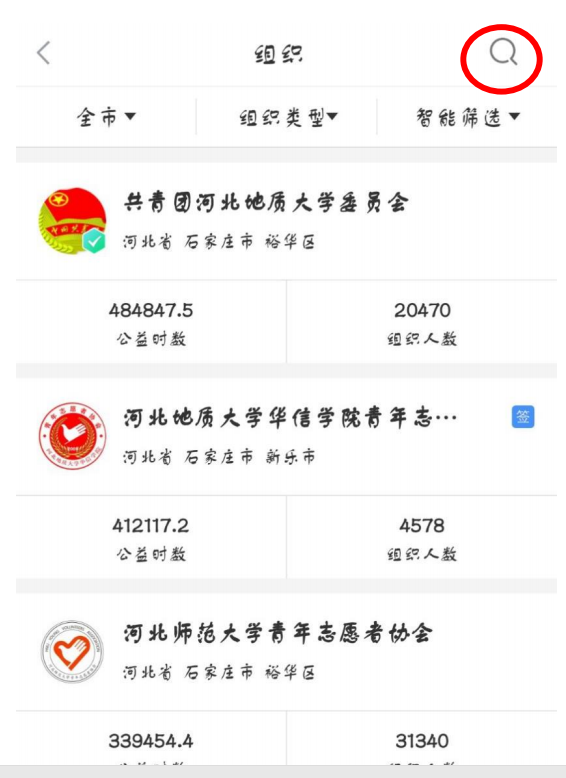 组织
全市▼ 组织类型▼ 智能筛选▼
共青团河北地质大学委员会
河北省 石家庄市 裕华区
484847.5 20470
公益时数 组织人数
河北地质大学华信学院青年志… 签
河北省 石家庄市 新乐市
412117.2 4578
公益时数 组织人数
河北师范大学青年志愿者协会
河北省 石家庄市 裕华区
339454.4 31340